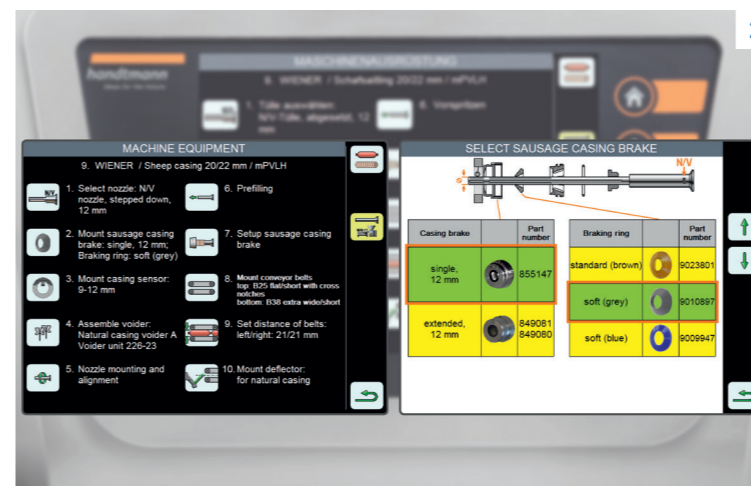 handtmann
MASCHINENAUSRÜSTUNG
9. WIENER / Schafsaitling 20/22 mm / mPVLH
1. Tülle auswählen:
N/V-Tülle, abgesetzt, 12
mm
6. Vorspritzen
MACHINE EQUIPMENT
9. WIENER / Sheep casing 20/22 mm / mPVLH
1. Select nozzle: N/V
nozzle, stepped down,
12 mm
2. Mount sausage casing
brake: single, 12 mm;
Braking ring: soft (grey)
3. Mount casing sensor:
9-12 mm
4. Assemble voider:
Natural casing voider A
Voider unit 226-23
5. Nozzle mounting and
alignment
6. Prefilling
7. Setup sausage casing
brake
8. Mount conveyor belts
top: B25 flat/short with cross
notches
bottom: B38 extra wide/short
9. Set distance of belts:
left/right: 21/21 mm
10. Mount deflector:
for natural casing
SELECT SAUSAGE CASING BRAKE
N/V
Casing brake
Part
number
single,
12 mm
855147
extended,
12 mm
849081
849080
Braking ring
Part
number
standard (brown)
9023801
soft (grey)
9010897
soft (blue)
9009947